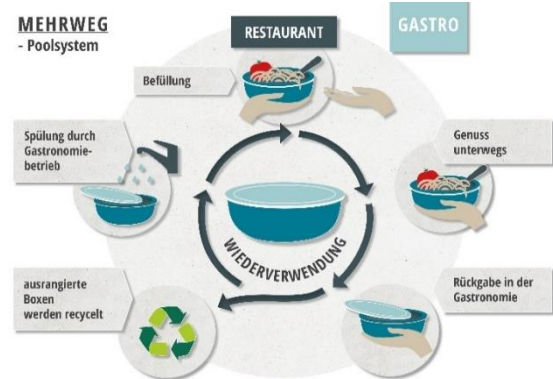 MEHRWEG
- Poolsystem
RESTAURANT
GASTRO
Befüllung
Spülung durch
Gastronomie-
betrieb
Genuss
unterwegs
WIEDERVERWENDUNG
ausrangierte
Boxen
werden recycelt
Rückgabe in der
Gastronomie